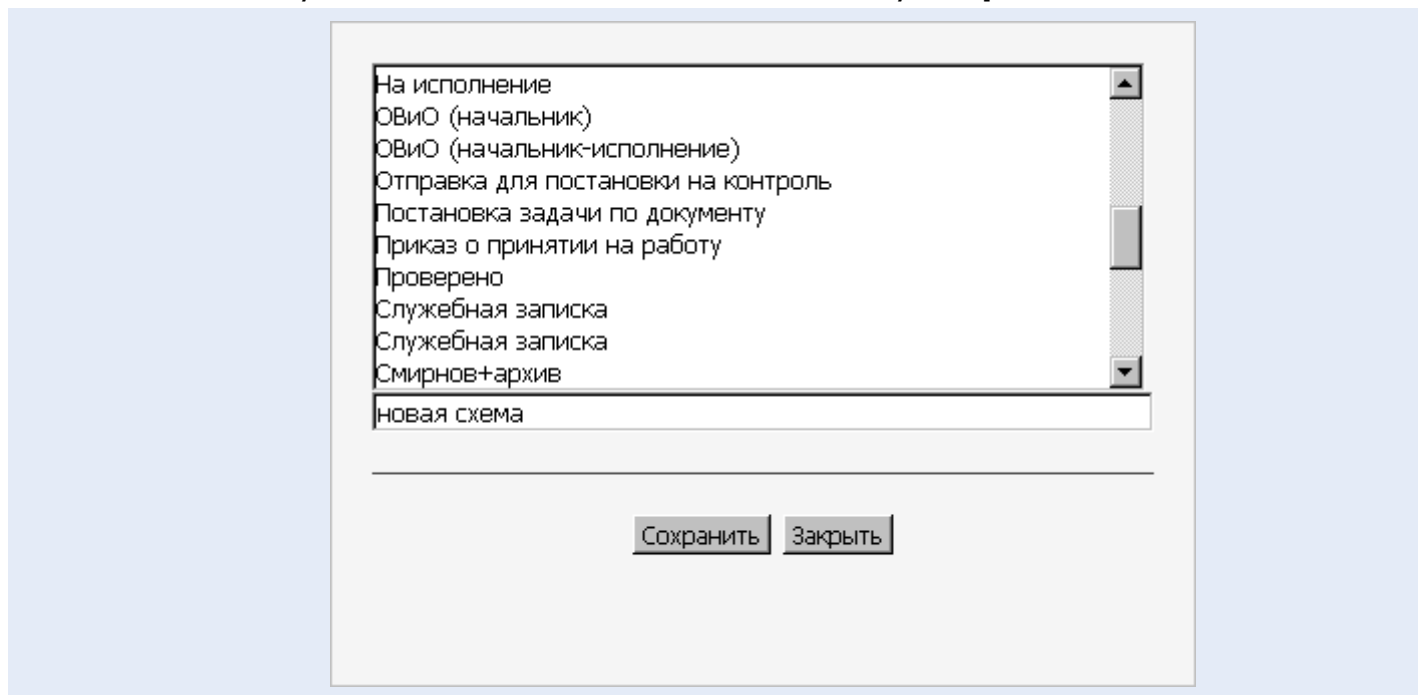 На исполнение
ОВиО (начальник)
ОВиО (начальник-исполнение)
Отправка для постановки на контроль
Постановка задачи по документу
Приказ о принятии на работу
Проверено
Служебная записка
Служебная записка
Смирнов+архив
новая схема
Сохранить Закрыть